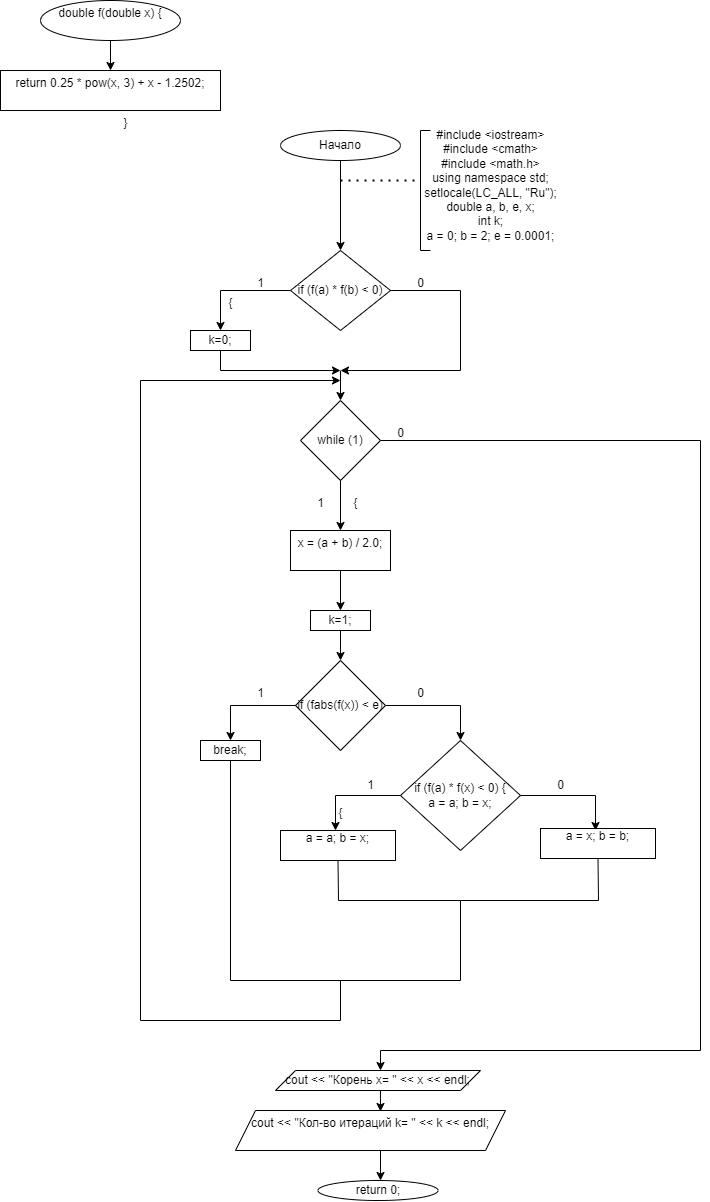 double f(double x) {
return 0.25 * pow(x, 3) + x - 1.2502;
}
Начало
#include <iostream>
#include <cmath>
#include <math.h>
using namespace std;
setlocale(LC_ALL, "Ru");
double a, b, e, x;
int k;
a = 0; b = 2; e = 0.0001;
1
if (f(a) * f(b) < 0)
0
{
k=0;
while (1)
0
1
{
x = (a + b) / 2.0;
k=1;
1
if (fabs(f(x)) < e)
0
break;
1
if (f(a) * f(x) < 0) {
a = a; b = x;
0
{
a = a; b = x;
a = x; b = b;
cout << "Корень x= " << x << endl;
cout << "Кол-во итераций k= " << k << endl;
return 0;